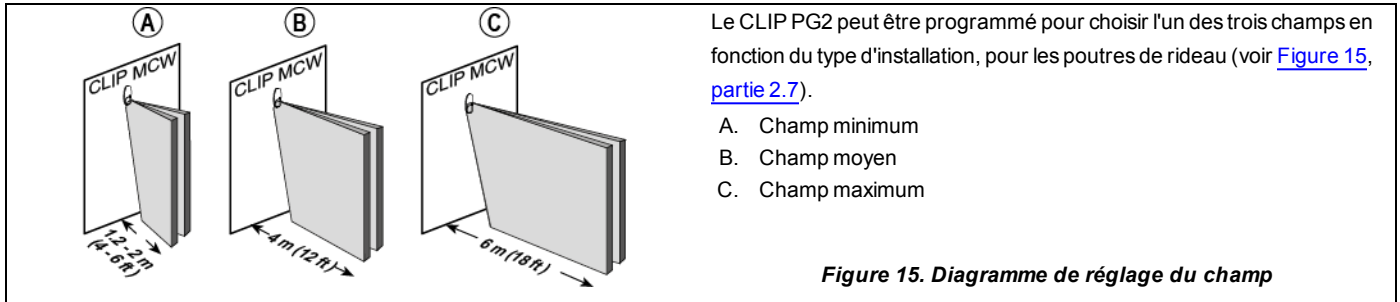 A
B
C
CLIP MCW
CLIP MCW
CLIP MCW
1.2 - 2 m
(4 - 6 ft)
4 m (12 ft)
6 m (18 ft)
Le CLIP PG2 peut être programmé pour choisir l'un des trois champs en
fonction du type d'installation, pour les poutres de rideau (voir Figure 15,
partie 2.7).
A. Champ minimum
B. Champ moyen
C. Champ maximum
Figure 15. Diagramme de réglage du champ